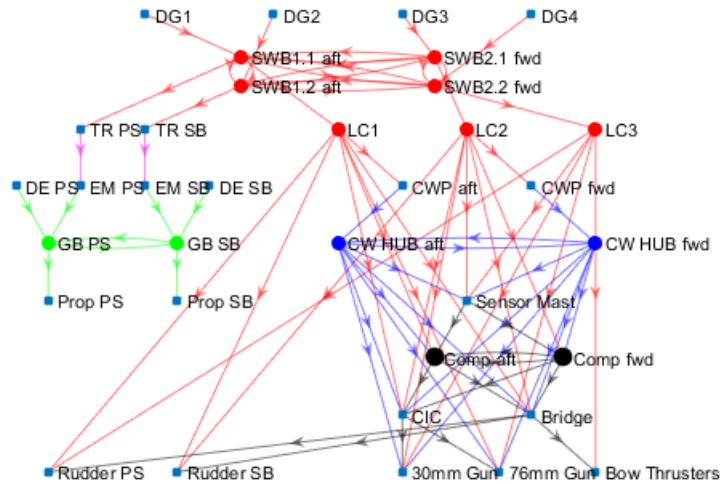 DG1 DG2 DG3 DG4
SWB1.1 aft SWB2.1 fwd
SWB1.2 aft SWB2.2 fwd
TR PS TR SB LC1 LC2 LC3
DE PS EM PS EM SB DE SB CWP aft CWP fwd
GB PS GB SB CW HUB aft CW HUB fwd
Prop PS Prop SB Sensor Mast
Comp aft Comp fwd
CIC Bridge
Rudder PS Rudder SB 30mm Gun 76mm Gun Bow Thrusters